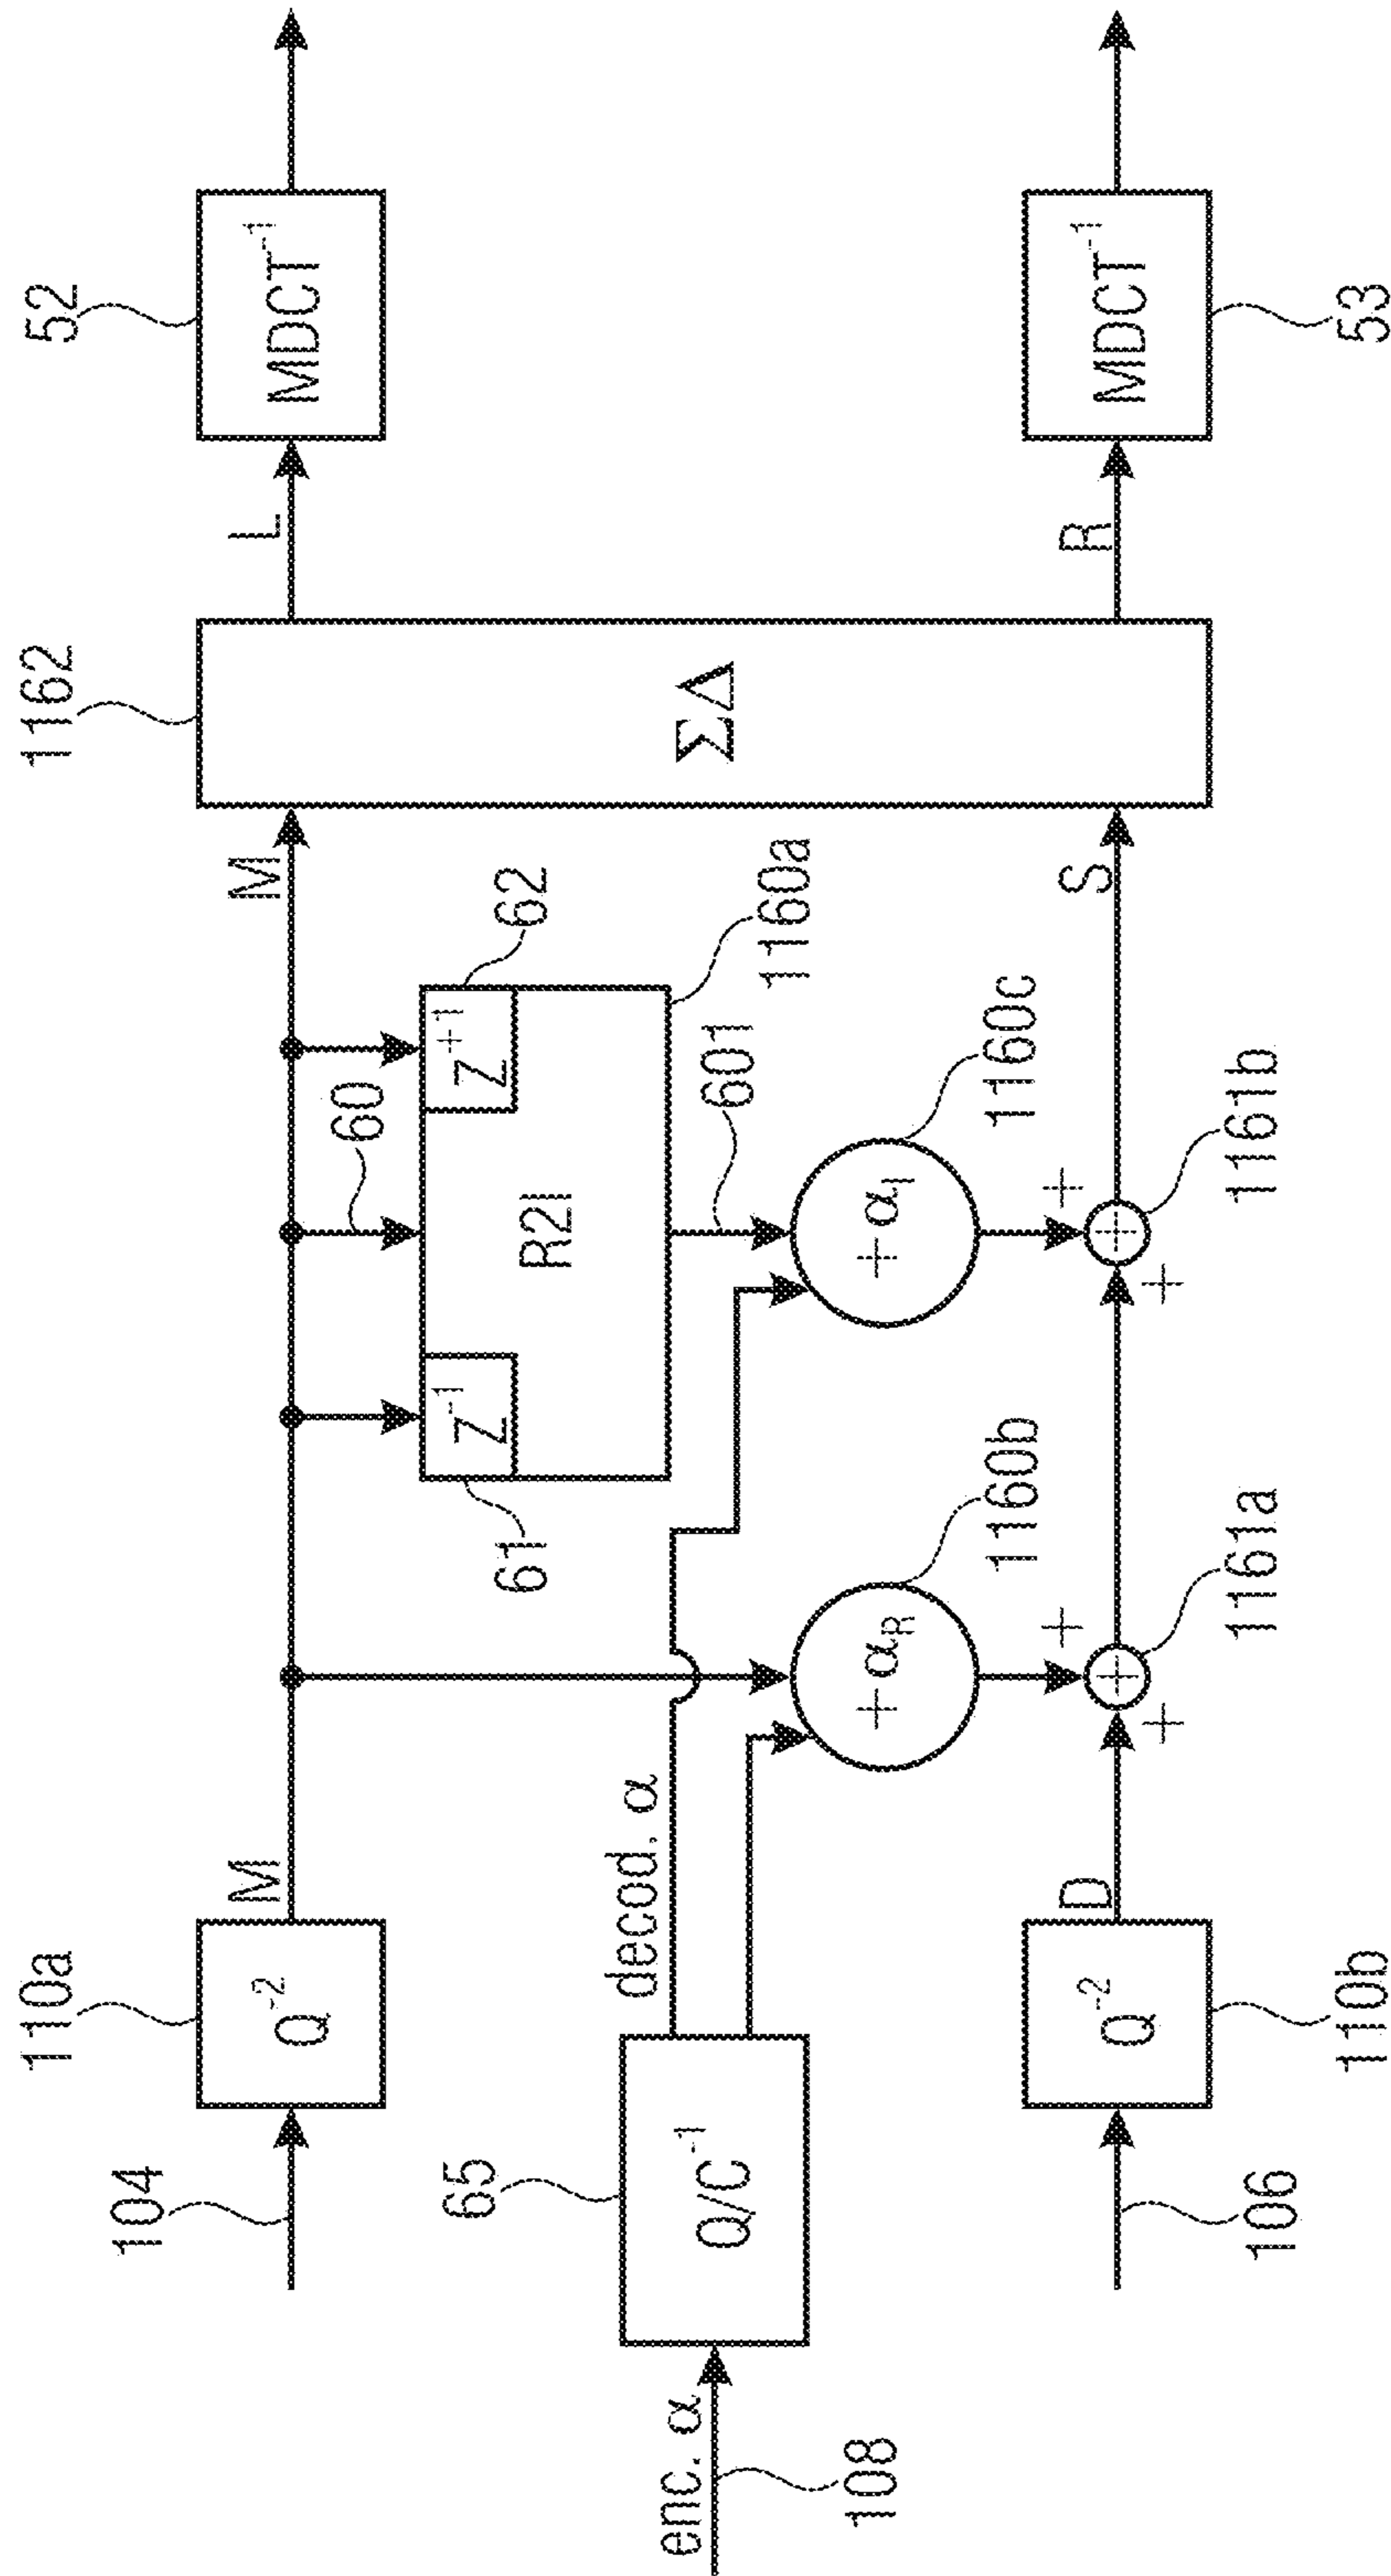 104
110a
Q⁻²
M
60
M
1162
ΣΔ
L
52
MDCT⁻¹
61
Z⁻¹
R2I
Z⁺¹
62
1160a
601
enc. α
108
65
Q/C⁻¹
decod. α
+αR
1160b
+αI
1160c
106
Q⁻²
110b
D
+
+
+
1161a
+
+
+
1161b
S
R
MDCT⁻¹
53